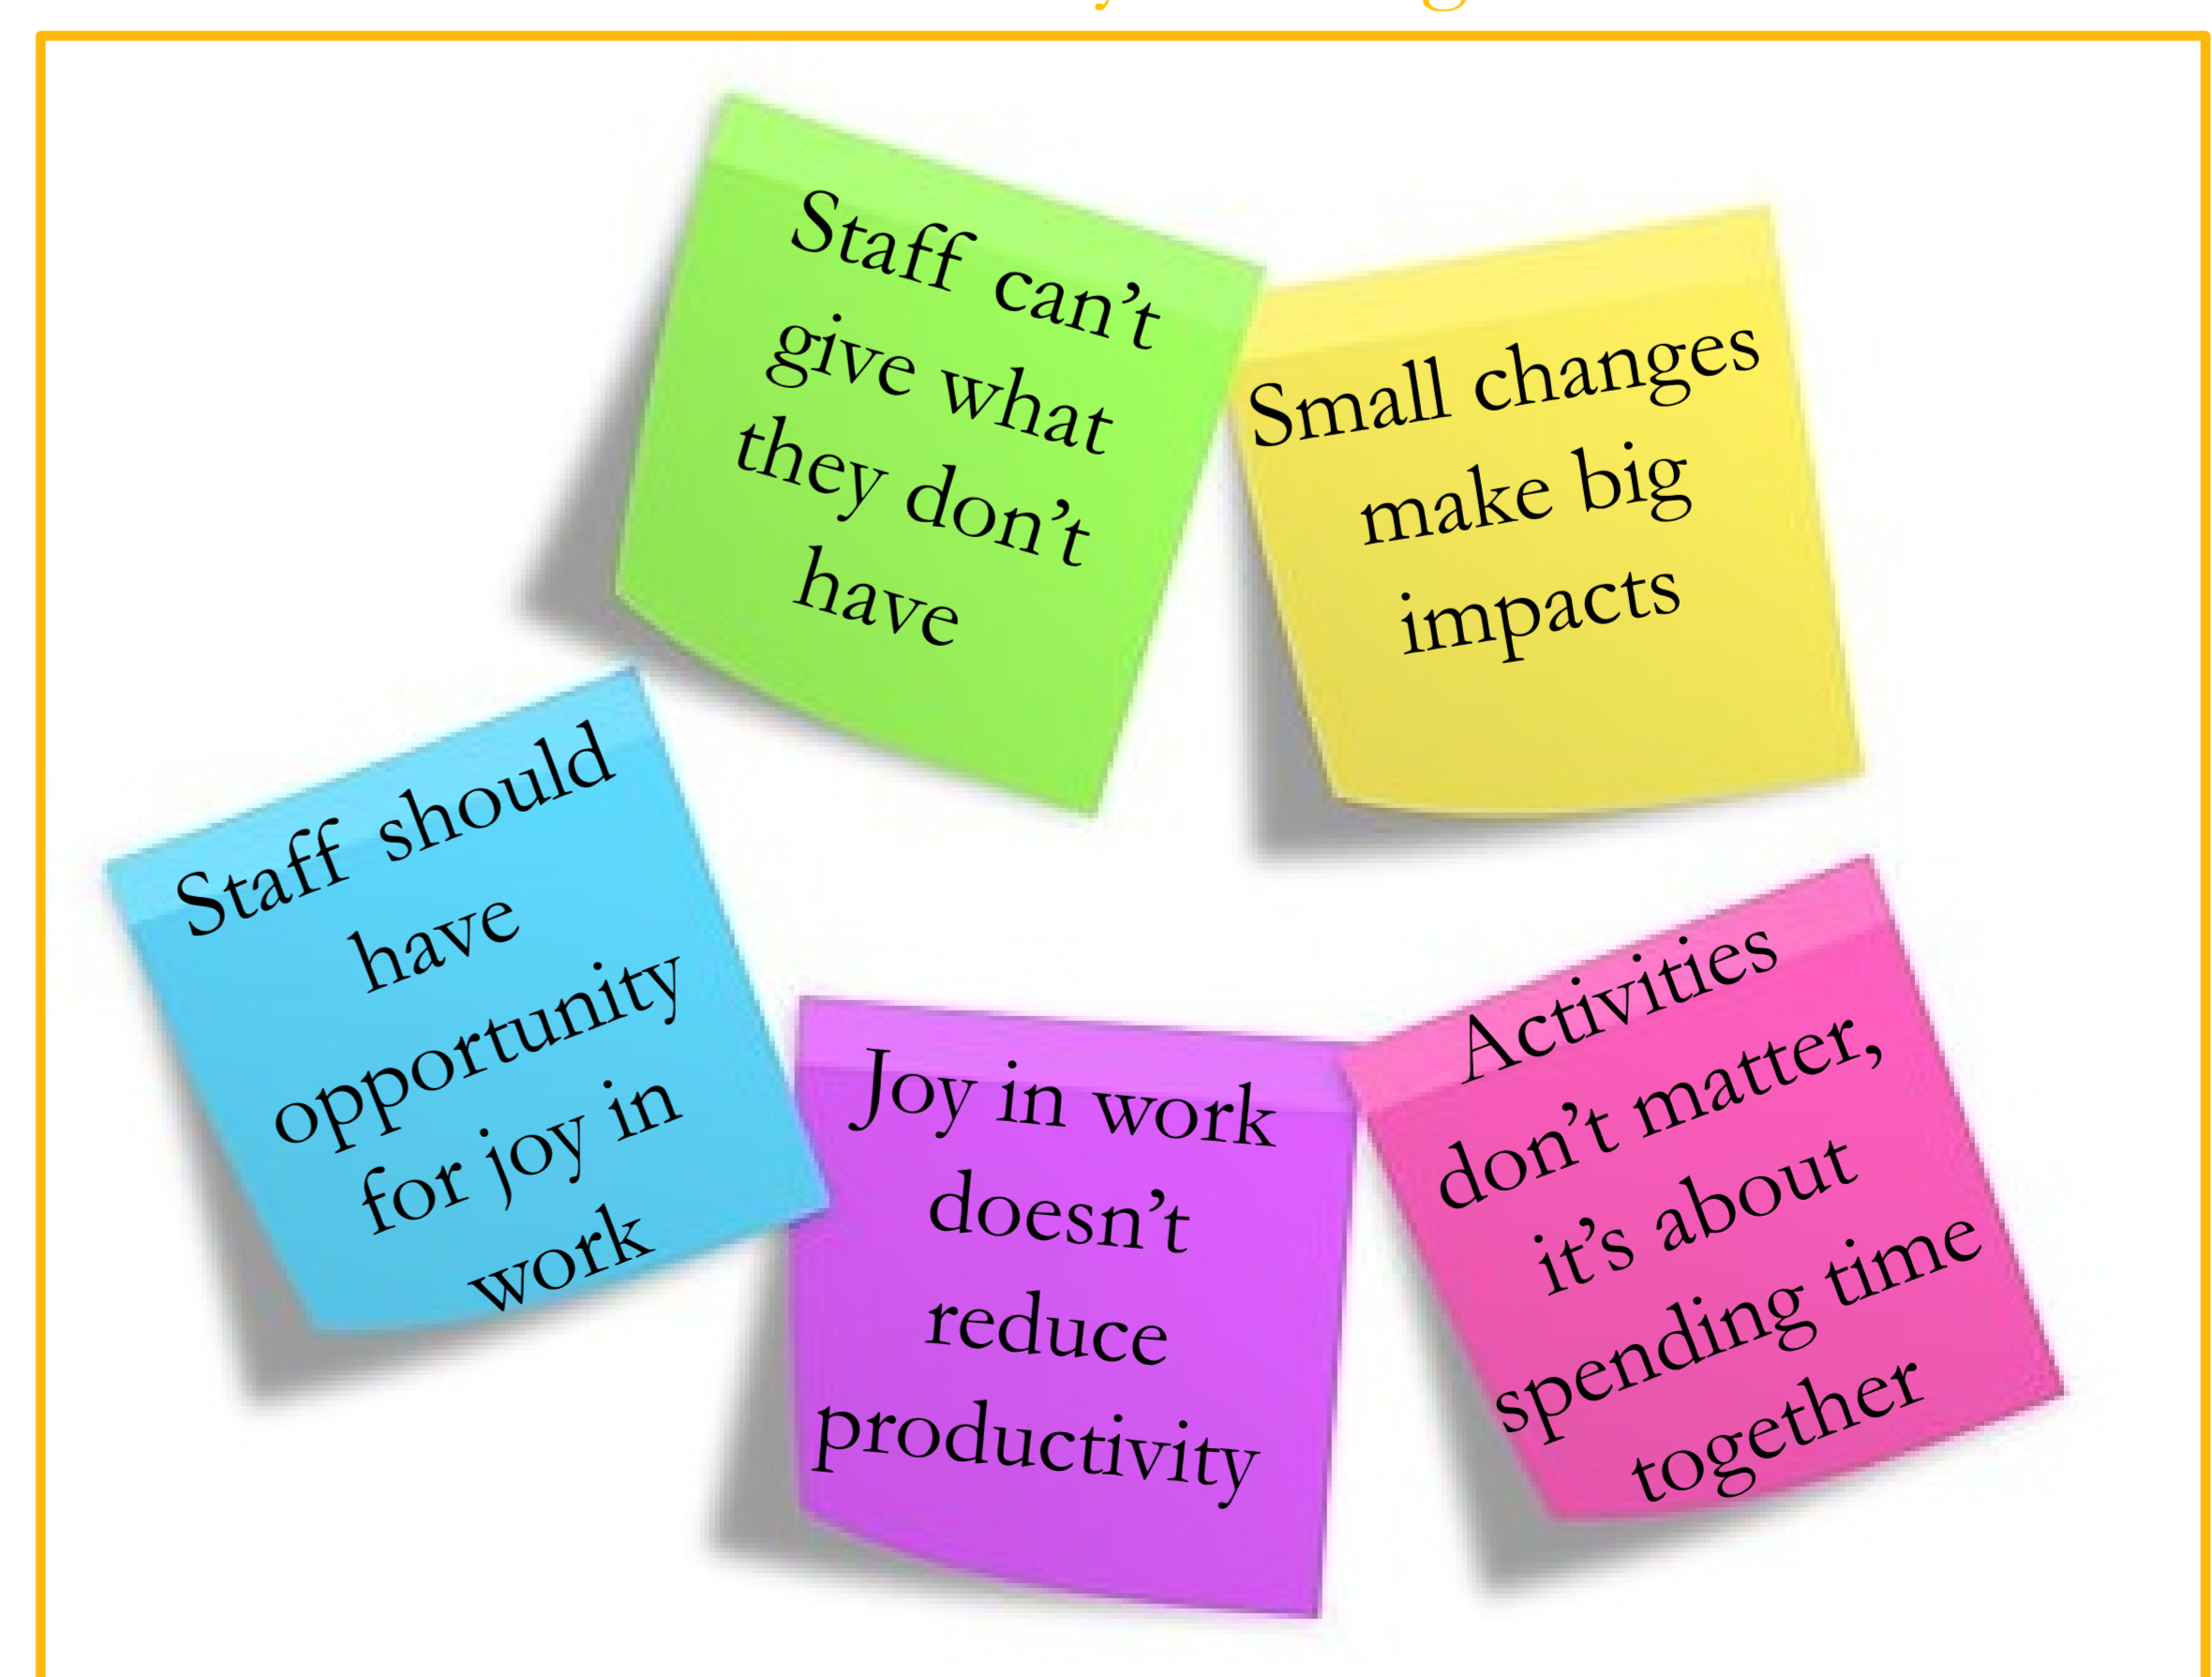 Staff can’t
give what
they don’t
have
Small changes
make big
impacts
Staff should
have
opportunity
for joy in
work
Joy in work
doesn’t
reduce
productivity
Activities
don’t matter,
it’s about
spending time
together